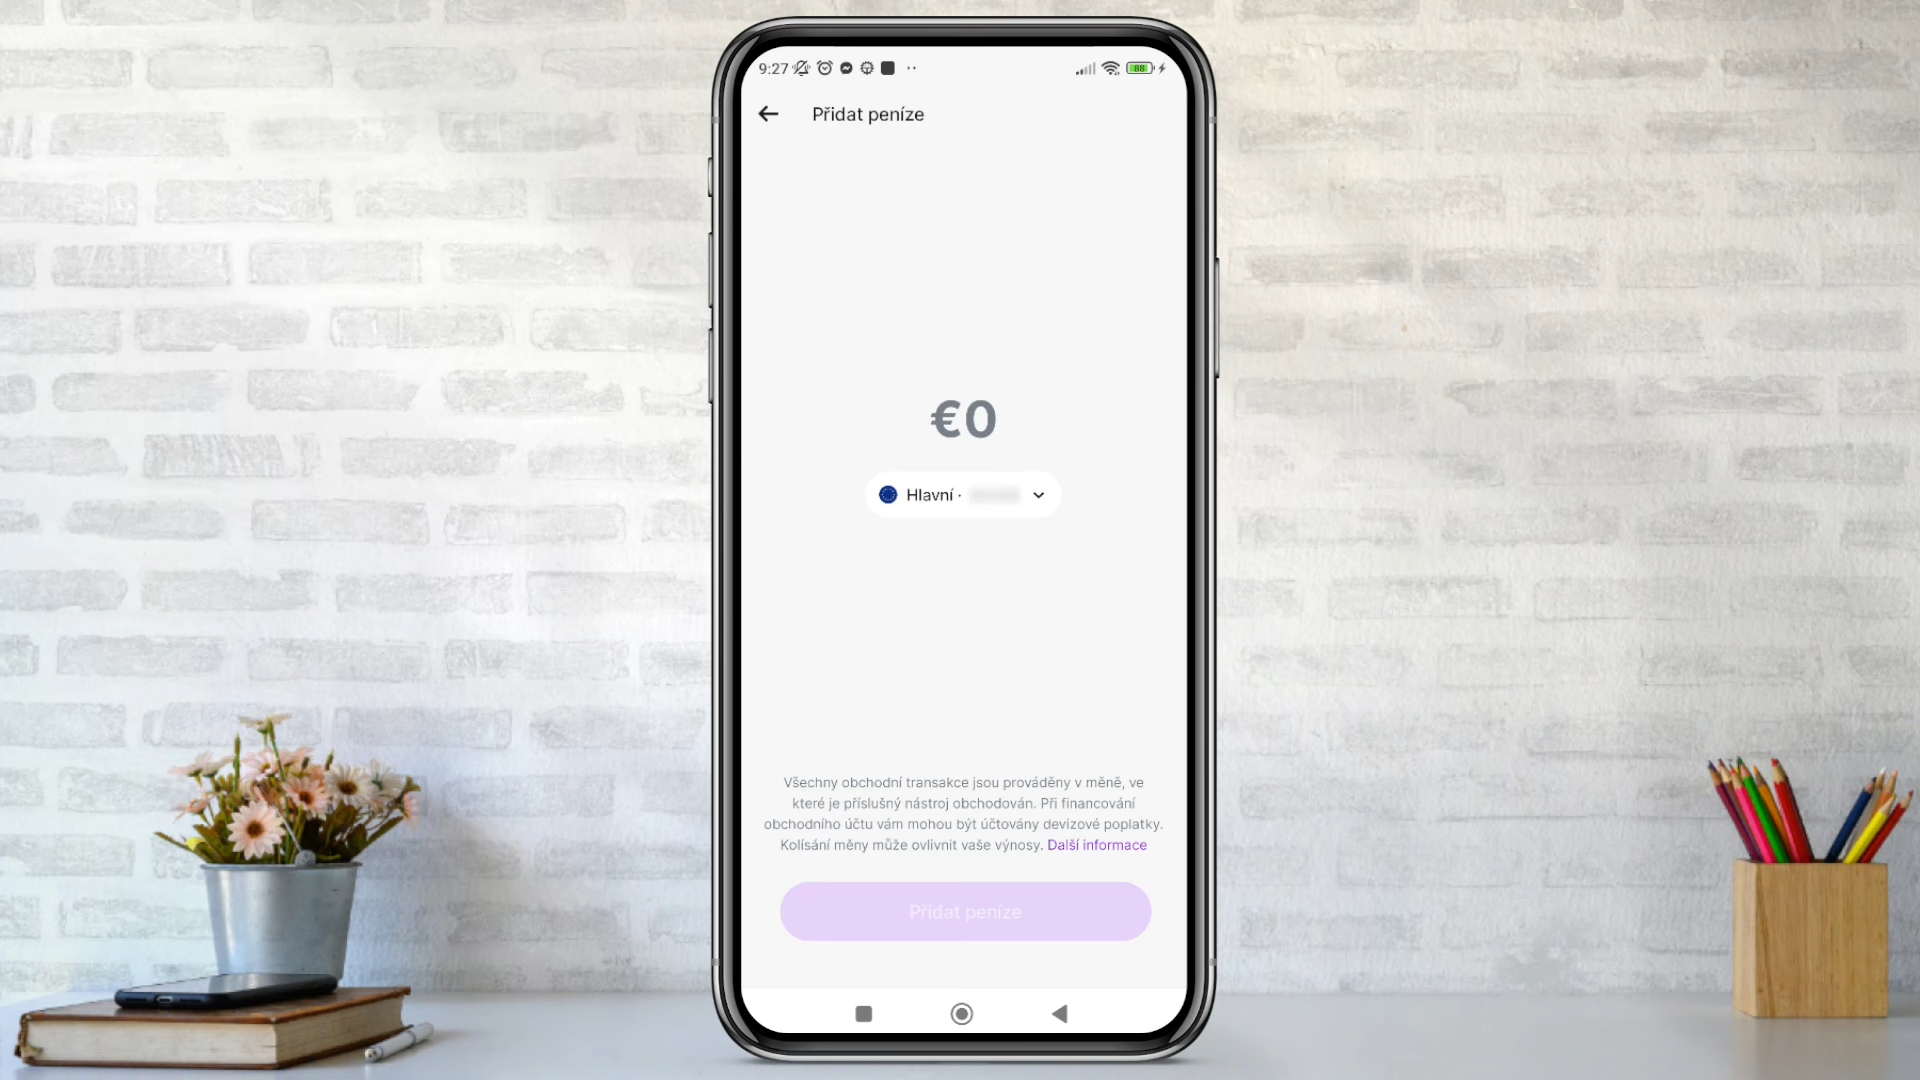 9:27
88
Přidat peníze
€0
Hlavní ·
Všechny obchodní transakce jsou prováděny v měně, ve
které je příslušný nástroj obchodován. Při financování
obchodního účtu vám mohou být účtovány devizové poplatky.
Kolísání měny může ovlivnit vaše výnosy. Další informace
Přidat peníze